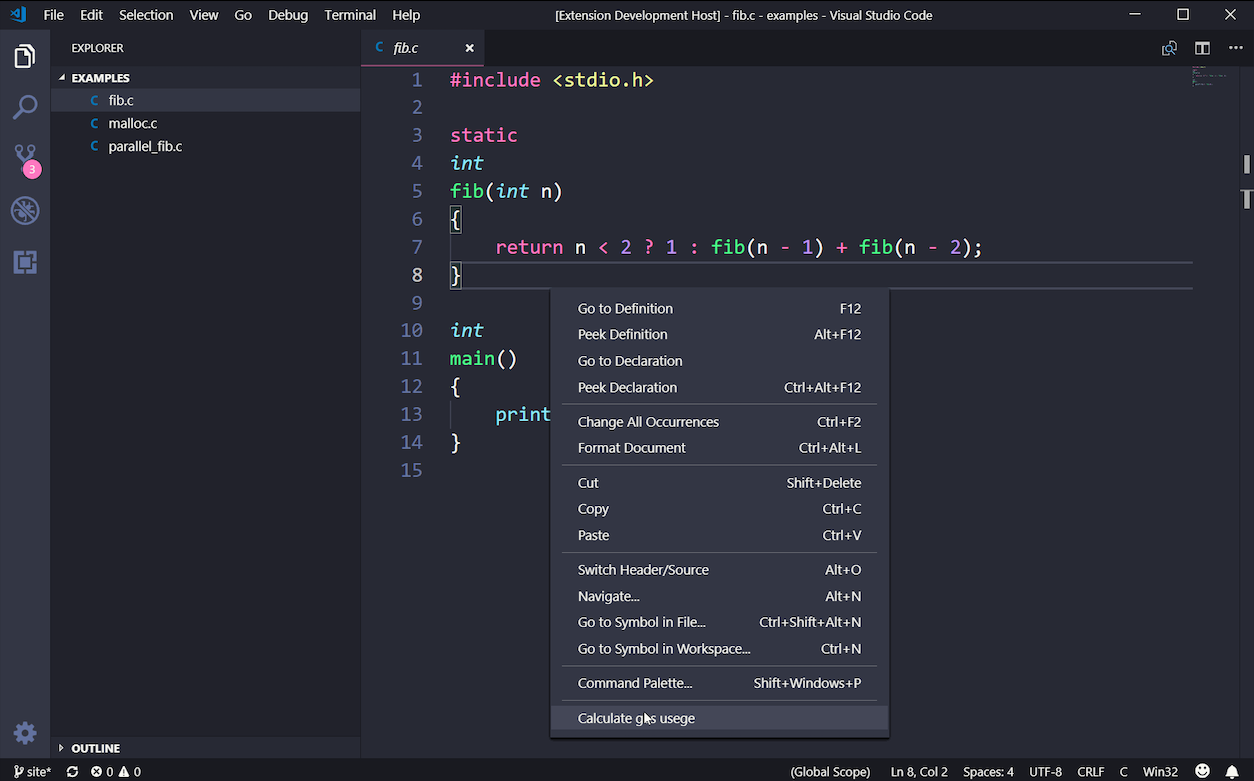 File Edit Selection View Go Debug Terminal Help [Extension Development Host] - fib.c - examples - Visual Studio Code
EXPLORER
EXAMPLES
C fib.c
C malloc.c
C parallel_fib.c
3
OUTLINE
C fib.c
1 #include <stdio.h>
2
3 static
4 int
5 fib(int n)
6 {
7 return n < 2 ? 1 : fib(n - 1) + fib(n - 2);
8 }
9
10 int
11 main()
12 {
13 print
14 }
15
Go to Definition F12
Peek Definition Alt+F12
Go to Declaration
Peek Declaration Ctrl+Alt+F12
Change All Occurrences Ctrl+F2
Format Document Ctrl+Alt+L
Cut Shift+Delete
Copy Ctrl+C
Paste Ctrl+V
Switch Header/Source Alt+O
Navigate... Alt+N
Go to Symbol in File... Ctrl+Shift+Alt+N
Go to Symbol in Workspace... Ctrl+N
Command Palette... Shift+Windows+P
Calculate gas usege
site* 0 0 (Global Scope) Ln 8, Col 2 Spaces: 4 UTF-8 CRLF C Win32